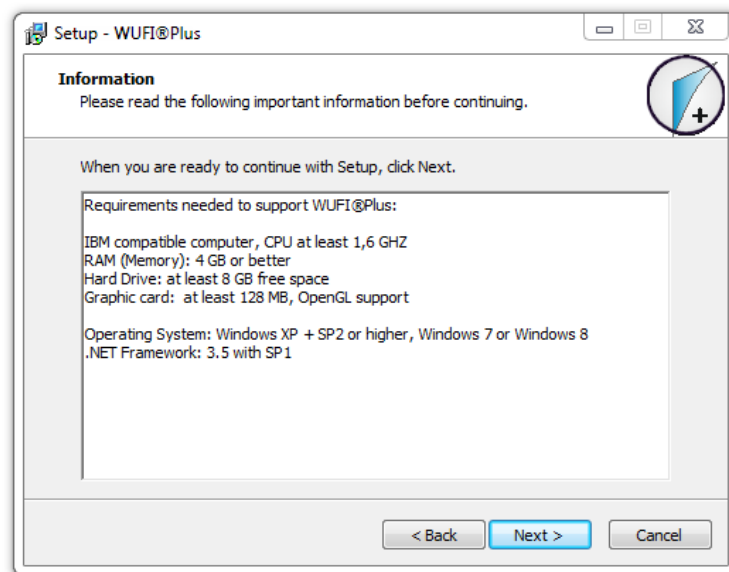 Setup - WUFI®Plus
Information
Please read the following important information before continuing.
When you are ready to continue with Setup, click Next.
Requirements needed to support WUFI®Plus:
IBM compatible computer, CPU at least 1,6 GHZ
RAM (Memory): 4 GB or better
Hard Drive: at least 8 GB free space
Graphic card:  at least 128 MB, OpenGL support
Operating System: Windows XP + SP2 or higher, Windows 7 or Windows 8
.NET Framework: 3.5 with SP1
< Back
Next >
Cancel